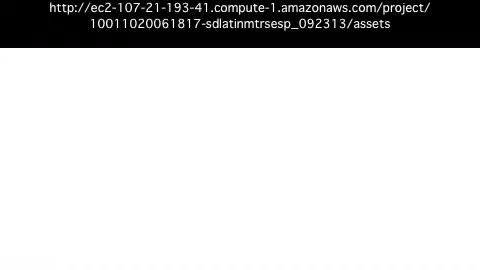 http://ec2-107-21-193-41.compute-1.amazonaws.com/project/
10011020061817-sdlatinmtrsesp_092313/assets